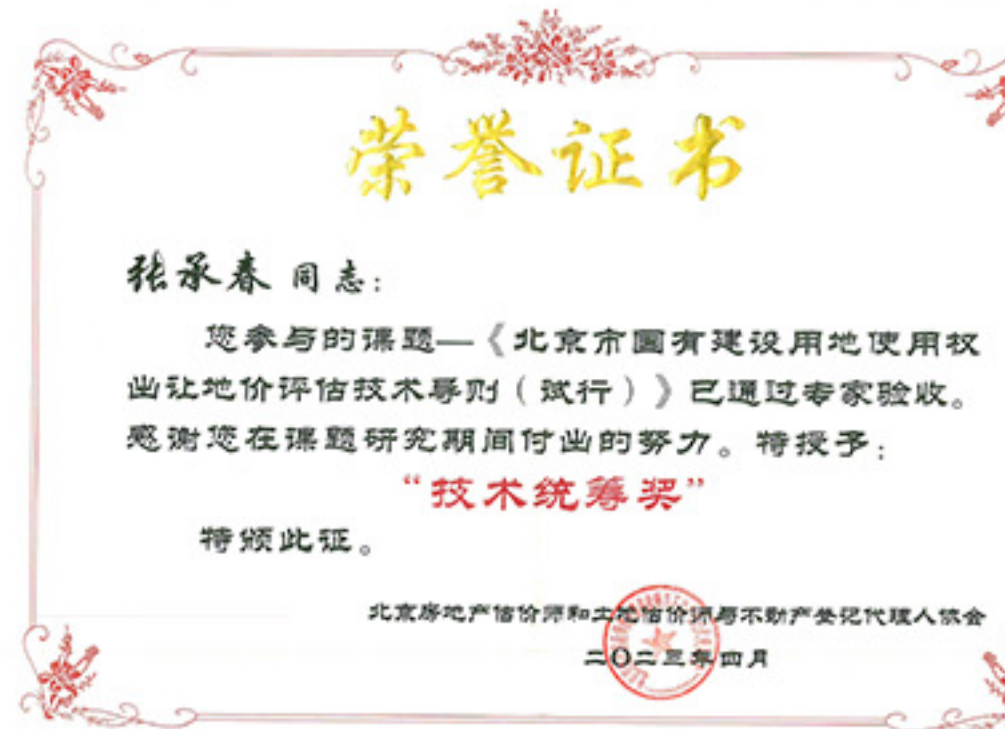 荣誉证书
张承春 同志：
您参与的课题—《北京市国有建设用地使用权
出让地价评估技术导则（试行）》已通过专家验收。
感谢您在课题研究期间付出的努力。特授予：
“技术统筹奖”
特颁此证。
北京房地产估价师和土地估价师与不动产登记代理人协会
二〇二三年四月